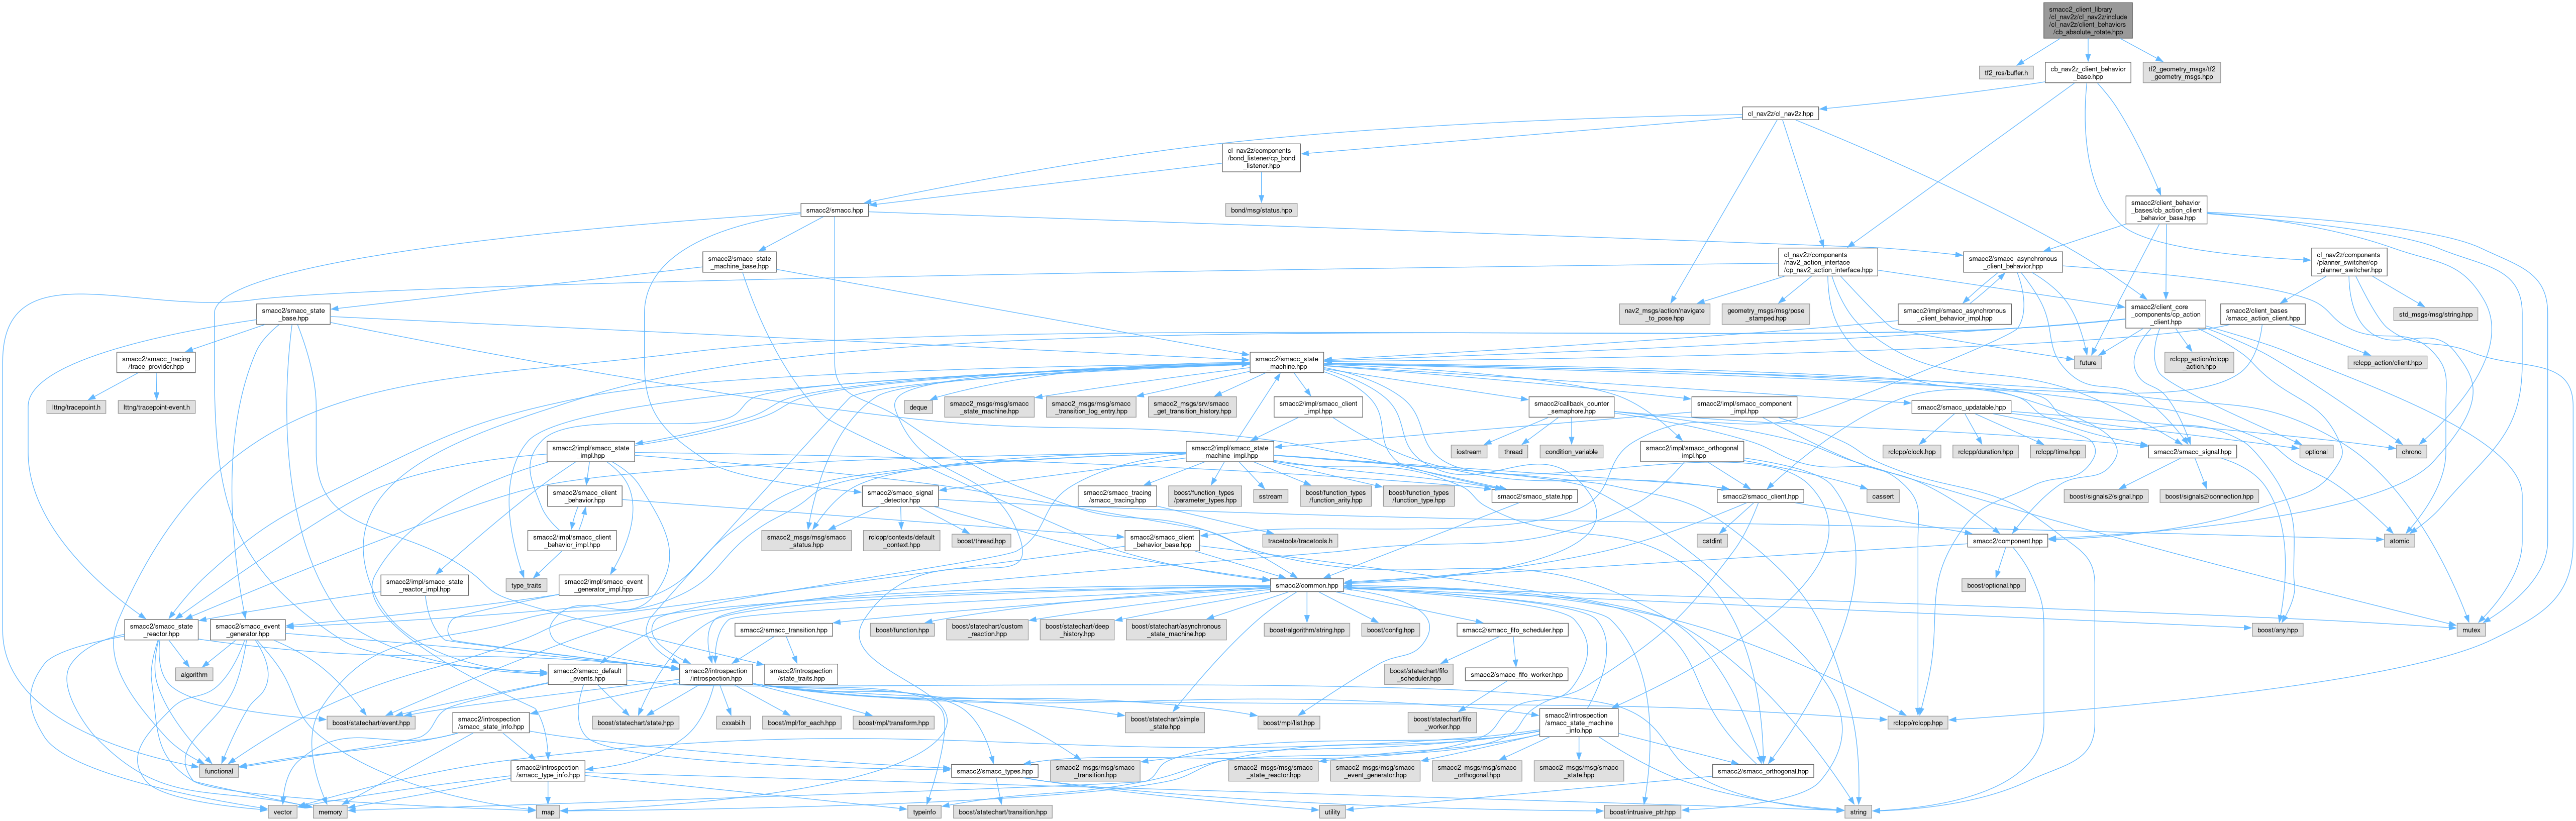 smacc2_client_library
/cl_nav2z/cl_nav2z/include
/cl_nav2z/client_behaviors
/cb_absolute_rotate.hpp
tf2_ros/buffer.h
cb_nav2z_client_behavior
_base.hpp
tf2_geometry_msgs/tf2
_geometry_msgs.hpp
cl_nav2z/cl_nav2z.hpp
cl_nav2z/components
/bond_listener/cp_bond
_listener.hpp
smacc2/smacc.hpp
bond/msg/status.hpp
smacc2/client_behavior
_bases/cb_action_client
_behavior_base.hpp
smacc2/smacc_state
_machine_base.hpp
cl_nav2z/components
/nav2_action_interface
/cp_nav2_action_interface.hpp
smacc2/smacc_asynchronous
_client_behavior.hpp
cl_nav2z/components
/planner_switcher/cp
_planner_switcher.hpp
smacc2/smacc_state
_base.hpp
nav2_msgs/action/navigate
_to_pose.hpp
geometry_msgs/msg/pose
_stamped.hpp
smacc2/impl/smacc_asynchronous
_client_behavior_impl.hpp
smacc2/client_core
_components/cp_action
_client.hpp
smacc2/client_bases
/smacc_action_client.hpp
std_msgs/msg/string.hpp
smacc2/smacc_tracing
/trace_provider.hpp
smacc2/smacc_state
_machine.hpp
future
rclcpp_action/rclcpp
_action.hpp
rclcpp_action/client.hpp
lttng/tracepoint.h
lttng/tracepoint-event.h
deque
smacc2_msgs/msg/smacc
_state_machine.hpp
smacc2_msgs/msg/smacc
_transition_log_entry.hpp
smacc2_msgs/srv/smacc
_get_transition_history.hpp
smacc2/impl/smacc_client
_impl.hpp
smacc2/callback_counter
_semaphore.hpp
smacc2/impl/smacc_component
_impl.hpp
smacc2/smacc_updatable.hpp
smacc2/impl/smacc_state
_impl.hpp
smacc2/impl/smacc_state
_machine_impl.hpp
iostream
thread
condition_variable
smacc2/impl/smacc_orthogonal
_impl.hpp
rclcpp/clock.hpp
rclcpp/duration.hpp
rclcpp/time.hpp
smacc2/smacc_signal.hpp
optional
chrono
smacc2/smacc_client
_behavior.hpp
smacc2/smacc_signal
_detector.hpp
smacc2/smacc_tracing
/smacc_tracing.hpp
boost/function_types
/parameter_types.hpp
sstream
boost/function_types
/function_arity.hpp
boost/function_types
/function_type.hpp
smacc2/smacc_state.hpp
smacc2/smacc_client.hpp
cassert
boost/signals2/signal.hpp
boost/signals2/connection.hpp
smacc2/impl/smacc_client
_behavior_impl.hpp
smacc2_msgs/msg/smacc
_status.hpp
rclcpp/contexts/default
_context.hpp
boost/thread.hpp
smacc2/smacc_client
_behavior_base.hpp
tracetools/tracetools.h
cstdint
smacc2/component.hpp
atomic
smacc2/impl/smacc_state
_reactor_impl.hpp
type_traits
smacc2/impl/smacc_event
_generator_impl.hpp
smacc2/common.hpp
boost/optional.hpp
smacc2/smacc_state
_reactor.hpp
smacc2/smacc_event
_generator.hpp
smacc2/smacc_transition.hpp
boost/function.hpp
boost/statechart/custom
_reaction.hpp
boost/statechart/deep
_history.hpp
boost/statechart/asynchronous
_state_machine.hpp
boost/algorithm/string.hpp
boost/config.hpp
smacc2/smacc_fifo_scheduler.hpp
boost/any.hpp
mutex
algorithm
smacc2/smacc_default
_events.hpp
smacc2/introspection
/introspection.hpp
smacc2/introspection
/state_traits.hpp
boost/statechart/fifo
_scheduler.hpp
smacc2/smacc_fifo_worker.hpp
boost/statechart/event.hpp
smacc2/introspection
/smacc_state_info.hpp
boost/statechart/state.hpp
cxxabi.h
boost/mpl/for_each.hpp
boost/mpl/transform.hpp
boost/statechart/simple
_state.hpp
boost/mpl/list.hpp
boost/statechart/fifo
_worker.hpp
smacc2/introspection
/smacc_state_machine
_info.hpp
rclcpp/rclcpp.hpp
functional
smacc2/introspection
/smacc_type_info.hpp
smacc2/smacc_types.hpp
smacc2_msgs/msg/smacc
_transition.hpp
smacc2_msgs/msg/smacc
_state_reactor.hpp
smacc2_msgs/msg/smacc
_event_generator.hpp
smacc2_msgs/msg/smacc
_orthogonal.hpp
smacc2_msgs/msg/smacc
_state.hpp
smacc2/smacc_orthogonal.hpp
vector
memory
map
typeinfo
boost/statechart/transition.hpp
utility
boost/intrusive_ptr.hpp
string